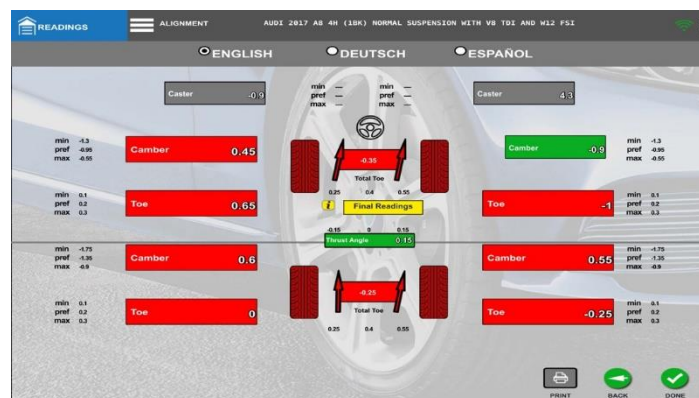 READINGS
ALIGNMENT
AUDI 2017 A8 4H (18K) NORMAL SUSPENSION WITH V8 TDI AND W12 FSI
ENGLISH DEUTSCH ESPAÑOL
Caster -0.9
min — min —
pref — pref —
max — max —
Caster 4.3
min -1.3
pref -0.95
max -0.55
Camber 0.45
-0.35
Total Toe
0.25 0.4 0.55
Camber -0.9
min -1.3
pref -0.95
max -0.55
min 0.1
pref 0.2
max 0.3
Toe 0.65
i Final Readings
Toe -1
min 0.1
pref 0.2
max 0.3
-0.15 0 0.15
Thrust Angle 0.15
min -1.75
pref -1.35
max -0.9
Camber 0.6
-0.25
Total Toe
0.25 0.4 0.55
Camber 0.55
min -1.75
pref -1.35
max -0.9
min 0.1
pref 0.2
max 0.3
Toe 0
Toe -0.25
min 0.1
pref 0.2
max 0.3
PRINT BACK DONE